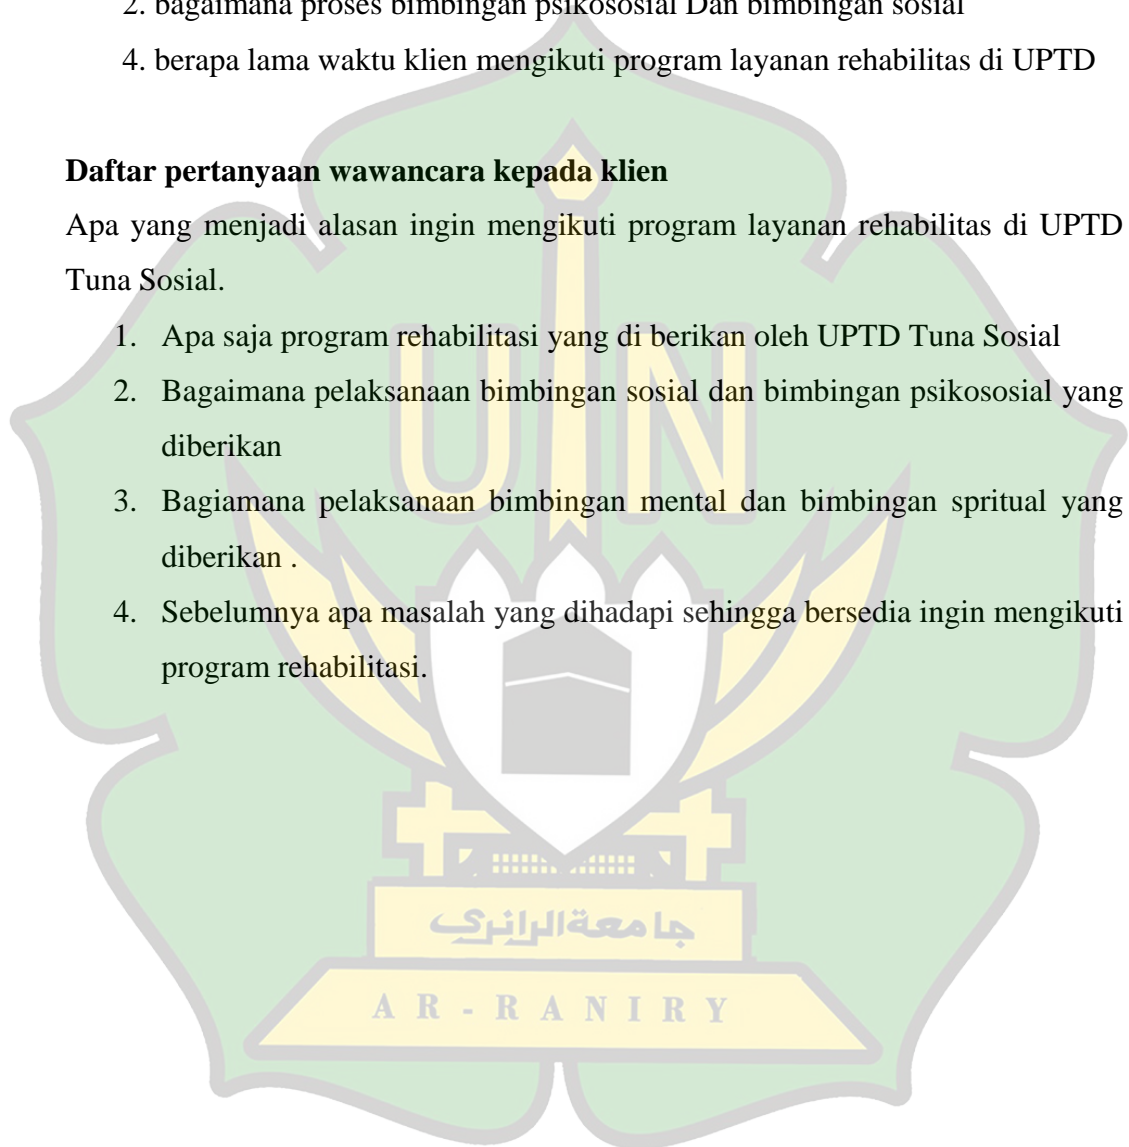 2. bagaimana proses bimbingan psikososial Dan bimbingan sosial
4. berapa lama waktu klien mengikuti program layanan rehabilitas di UPTD
Daftar pertanyaan wawancara kepada klien
Apa yang menjadi alasan ingin mengikuti program layanan rehabilitas di UPTD
Tuna Sosial.
1. Apa saja program rehabilitasi yang di berikan oleh UPTD Tuna Sosial
2. Bagaimana pelaksanaan bimbingan sosial dan bimbingan psikososial yang
diberikan
3. Bagiamana pelaksanaan bimbingan mental dan bimbingan spritual yang
diberikan .
4. Sebelumnya apa masalah yang dihadapi sehingga bersedia ingin mengikuti
program rehabilitasi.
UIN
جامعة الرانري
AR-RANIRY